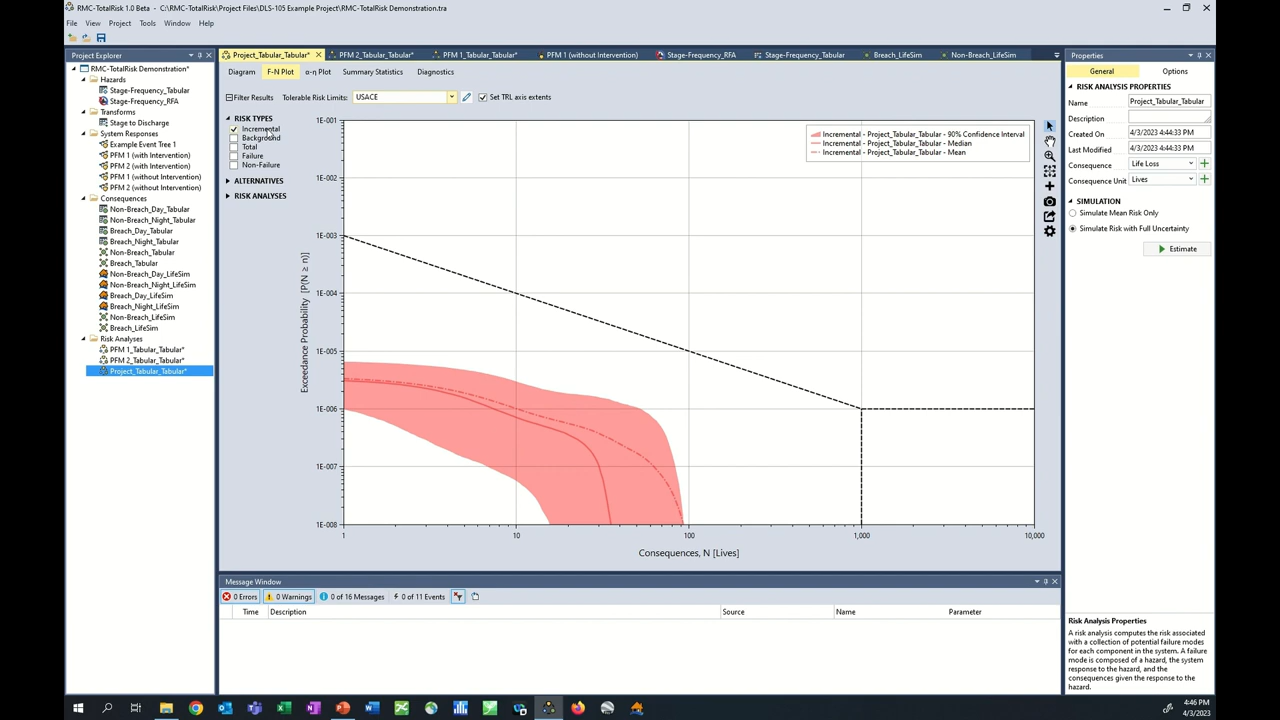 RMC-TotalRisk 1.0 Beta - C:\RMC-TotalRisk\Project Files\DLS-105 Example Project\RMC-TotalRisk Demonstration.tra
File View Project Tools Window Help
Project Explorer
RMC-TotalRisk Demonstration*
Hazards
Stage-Frequency_Tabular
Stage-Frequency_RFA
Transforms
Stage to Discharge
System Responses
Example Event Tree 1
PFM 1 (with Intervention)
PFM 2 (with Intervention)
PFM 1 (without Intervention)
PFM 2 (without Intervention)
Consequences
Non-Breach_Day_Tabular
Non-Breach_Night_Tabular
Breach_Day_Tabular
Breach_Night_Tabular
Non-Breach_Tabular
Breach_Tabular
Non-Breach_Day_LifeSim
Non-Breach_Night_LifeSim
Breach_Day_LifeSim
Breach_Night_LifeSim
Non-Breach_LifeSim
Breach_LifeSim
Risk Analyses
PFM 1_Tabular_Tabular*
PFM 2_Tabular_Tabular*
Project_Tabular_Tabular*
Project_Tabular_Tabular* PFM 2_Tabular_Tabular* PFM 1_Tabular_Tabular* PFM 1 (without Intervention) Stage-Frequency_RFA Stage-Frequency_Tabular Breach_LifeSim Non-Breach_LifeSim
Diagram F-N Plot α-η Plot Summary Statistics Diagnostics
Filter Results Tolerable Risk Limits: USACE Set TRL axis extents
RISK TYPES
Incremental
Background
Total
Failure
Non-Failure
ALTERNATIVES
RISK ANALYSES
Incremental - Project_Tabular_Tabular - 90% Confidence Interval
Incremental - Project_Tabular_Tabular - Median
Incremental - Project_Tabular_Tabular - Mean
Exceedance Probability [P(N ≥ n)]
1E-001
1E-002
1E-003
1E-004
1E-005
1E-006
1E-007
1E-008
1 10 100 1,000 10,000
Consequences, N [Lives]
Message Window
0 Errors 0 Warnings 0 of 16 Messages 0 of 11 Events
Time Description Source Name Parameter
Properties
General Options
RISK ANALYSIS PROPERTIES
Name Project_Tabular_Tabular
Description
Created On 4/3/2023 4:44:33 PM
Last Modified 4/3/2023 4:44:33 PM
Consequence Life Loss
Consequence Unit Lives
SIMULATION
Simulate Mean Risk Only
Simulate Risk with Full Uncertainty
Estimate
Risk Analysis Properties
A risk analysis computes the risk associated
with a collection of potential failure modes
for each component in the system. A failure
mode is composed of a hazard, the system
response to the hazard, and the
consequences given the response to the
hazard.
4:46 PM
4/3/2023